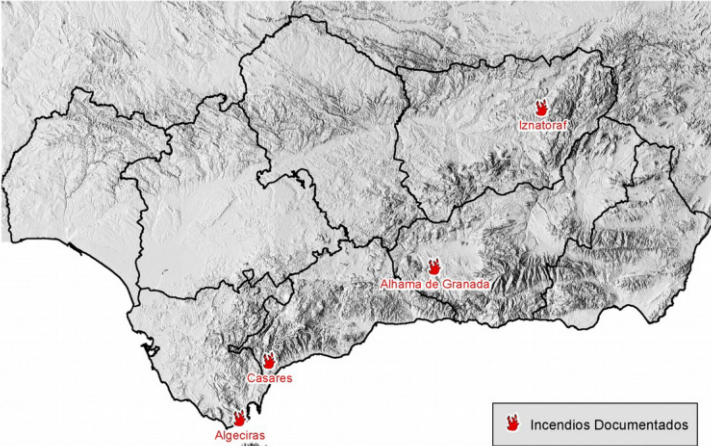 Iznatoraf
Alhama de Granada
Casares
Algeciras
Incendios Documentados